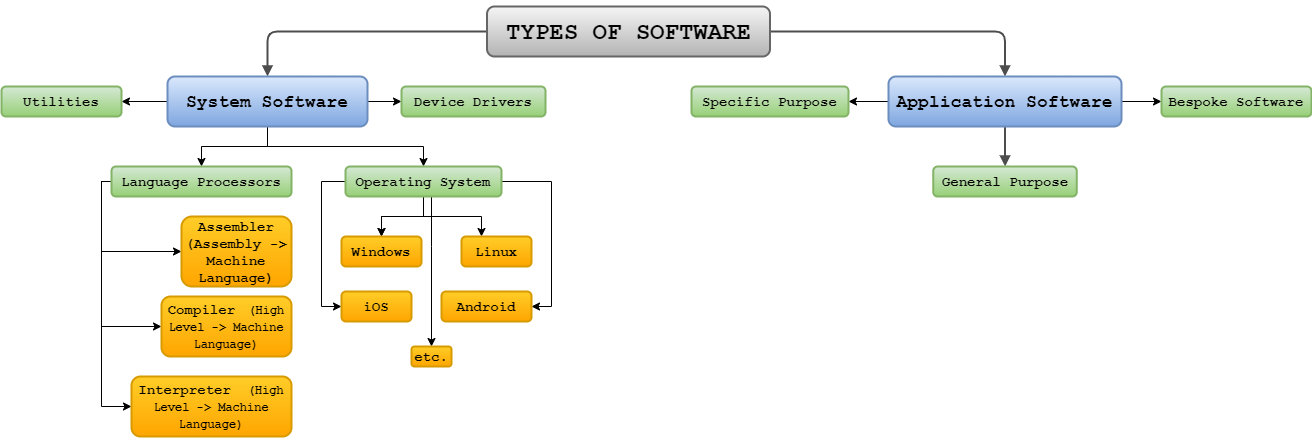 TYPES OF SOFTWARE
Utilities
System Software
Device Drivers
Specific Purpose
Application Software
Bespoke Software
Language Processors
Operating System
General Purpose
Assembler
(Assembly ->
Machine
Language)
Windows
Linux
Compiler (High
Level -> Machine
Language)
iOS
Android
etc.
Interpreter (High
Level -> Machine
Language)